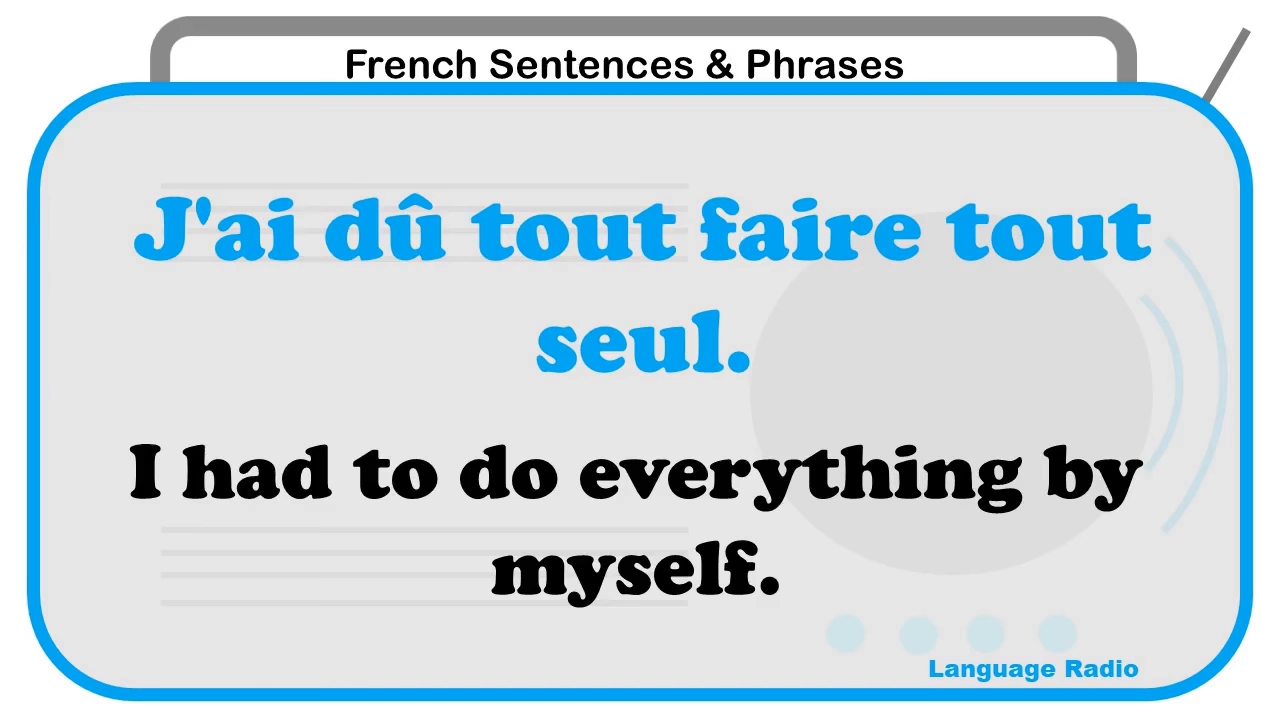 French Sentences & Phrases
J'ai dû tout faire tout
seul.
I had to do everything by
myself.
Language Radio